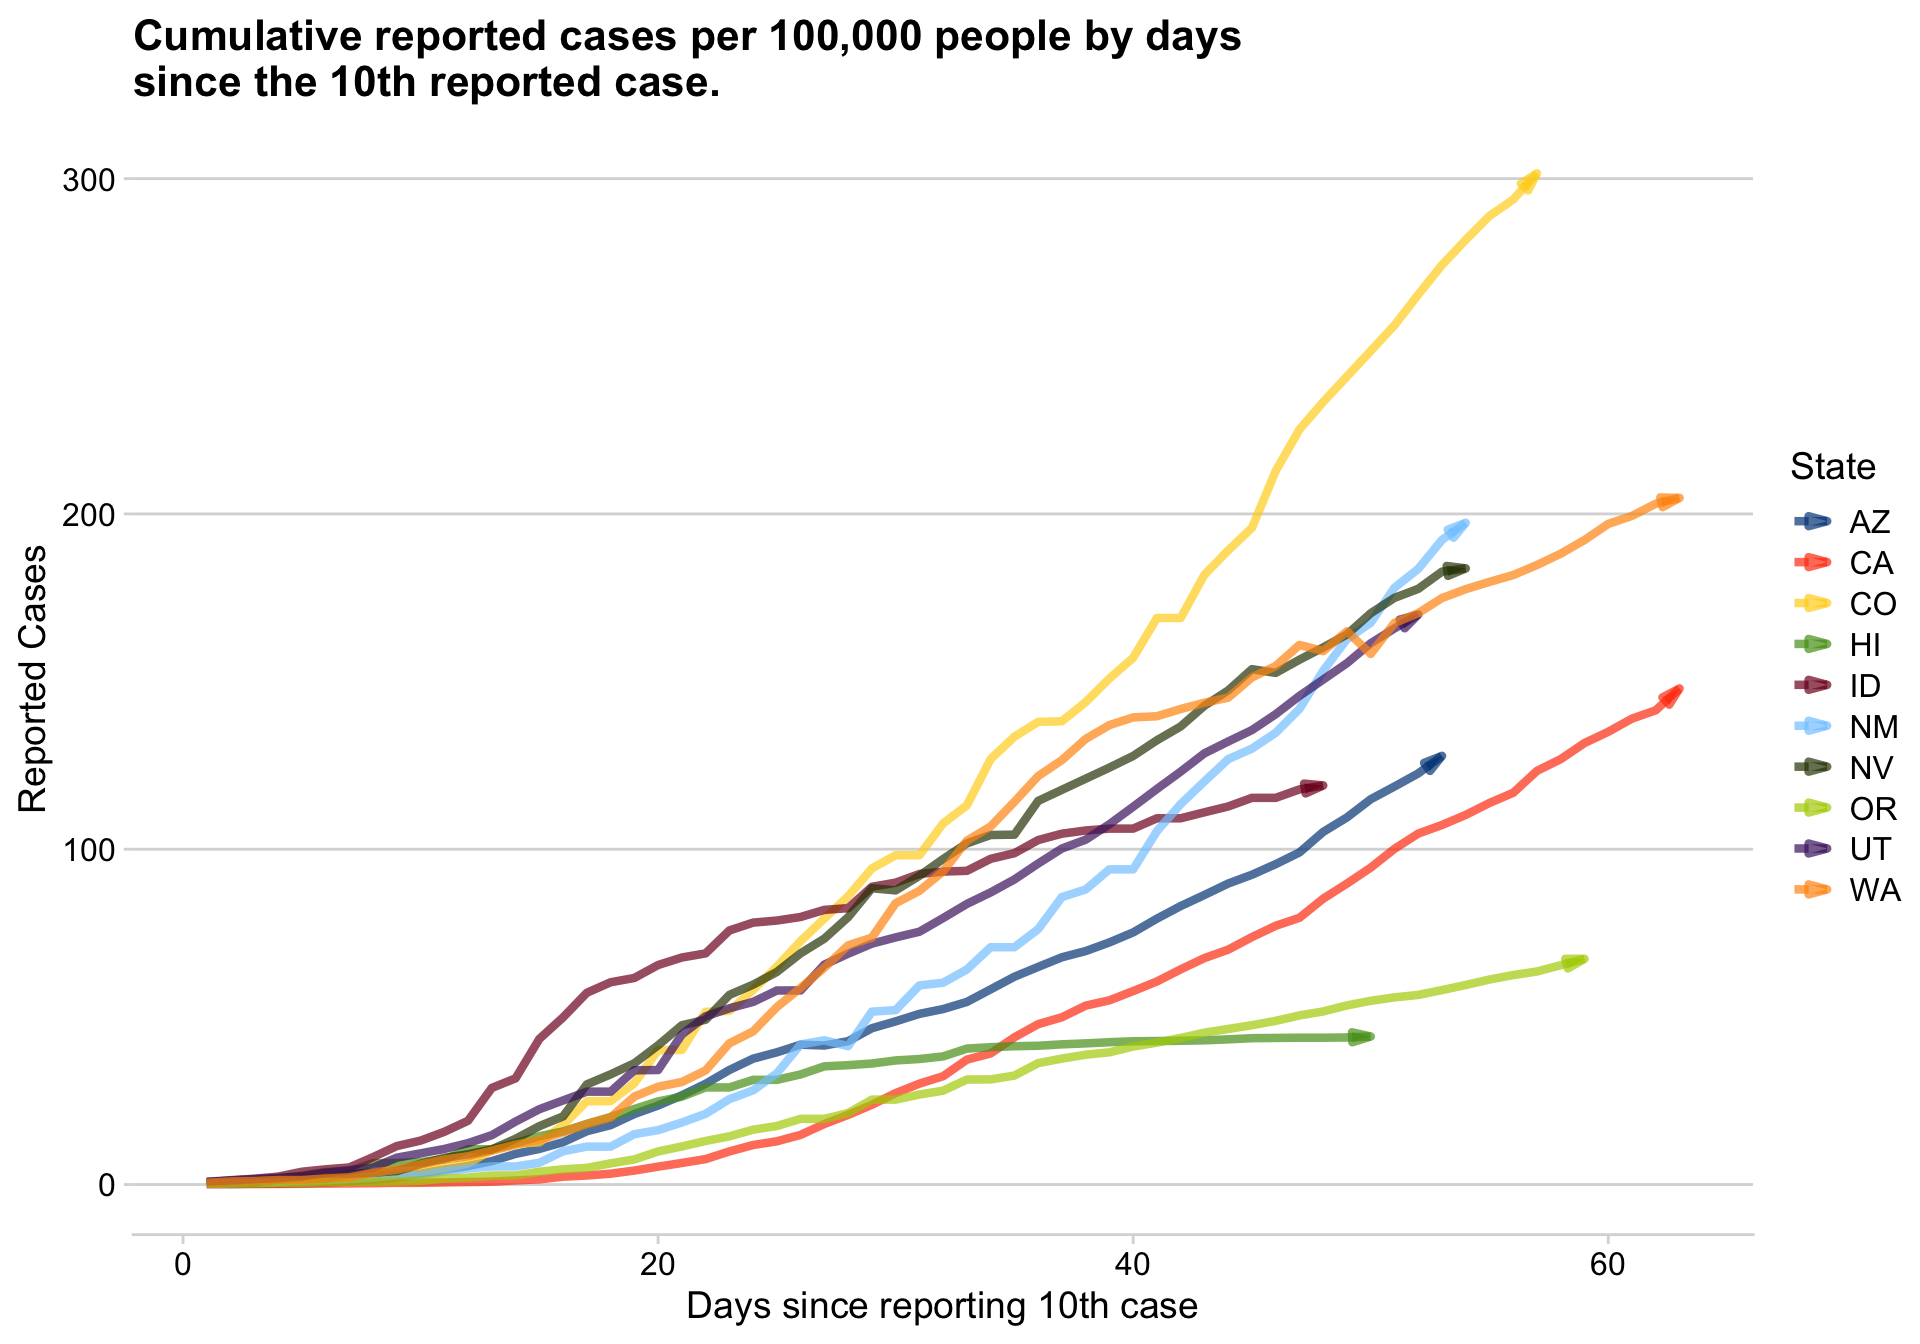 Cumulative reported cases per 100,000 people by days
since the 10th reported case.
300
200
100
0
Reported Cases
0 20 40 60
Days since reporting 10th case
State
AZ
CA
CO
HI
ID
NM
NV
OR
UT
WA